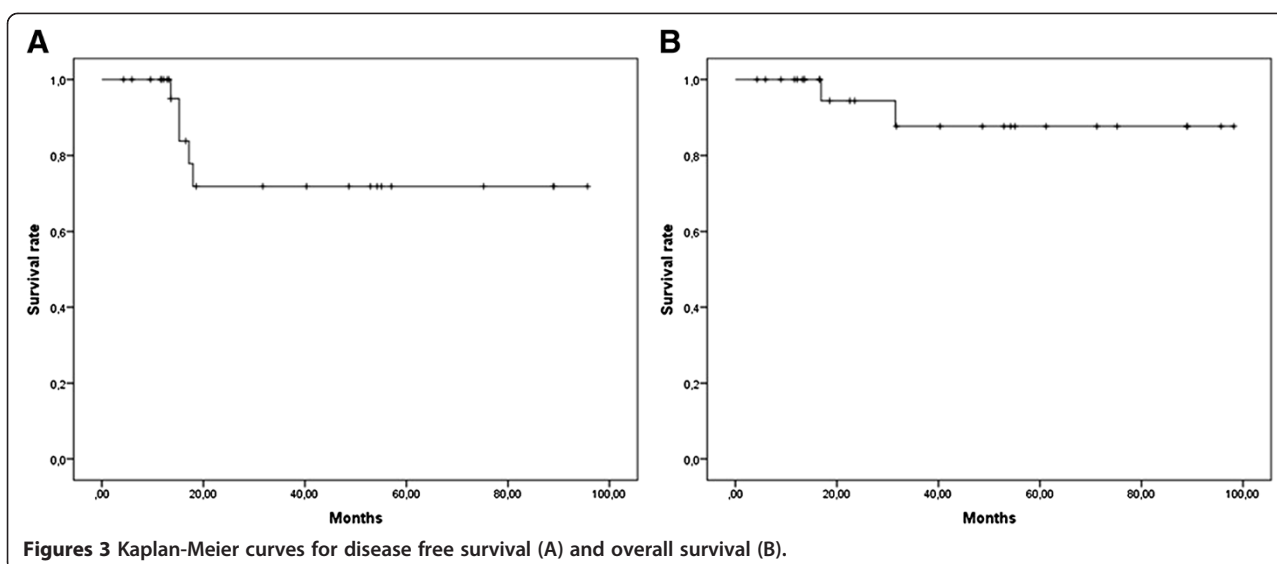 A
1,0
0,8
0,6
0,4
0,2
0,0
Survival rate
,00 20,00 40,00 60,00 80,00 100,00
Months
B
1,0
0,8
0,6
0,4
0,2
0,0
Survival rate
,00 20,00 40,00 60,00 80,00 100,00
Months
Figures 3 Kaplan-Meier curves for disease free survival (A) and overall survival (B).